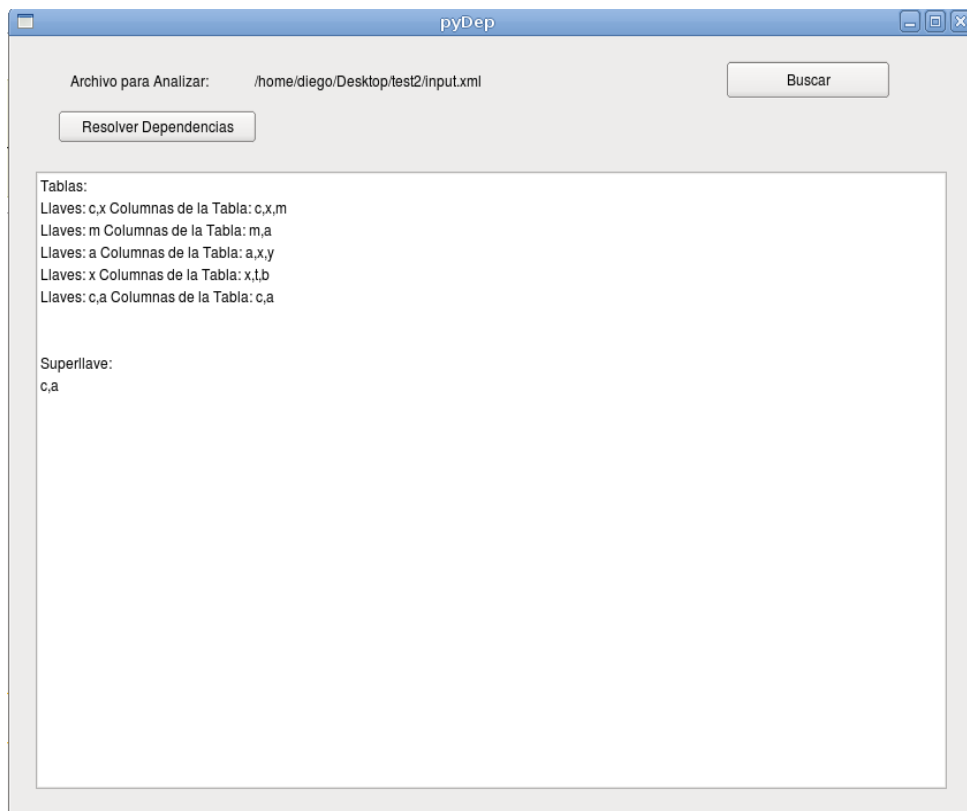 pyDep
Archivo para Analizar: /home/diego/Desktop/test2/input.xml Buscar
Resolver Dependencias
Tablas:
Llaves: c,x Columnas de la Tabla: c,x,m
Llaves: m Columnas de la Tabla: m,a
Llaves: a Columnas de la Tabla: a,x,y
Llaves: x Columnas de la Tabla: x,t,b
Llaves: c,a Columnas de la Tabla: c,a
Superllave:
c,a